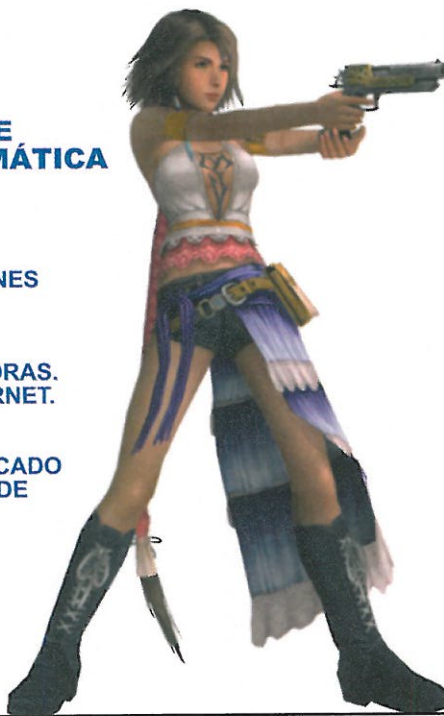 E
MÁTICA
NES
ORAS.
RNET.
CADO
DE